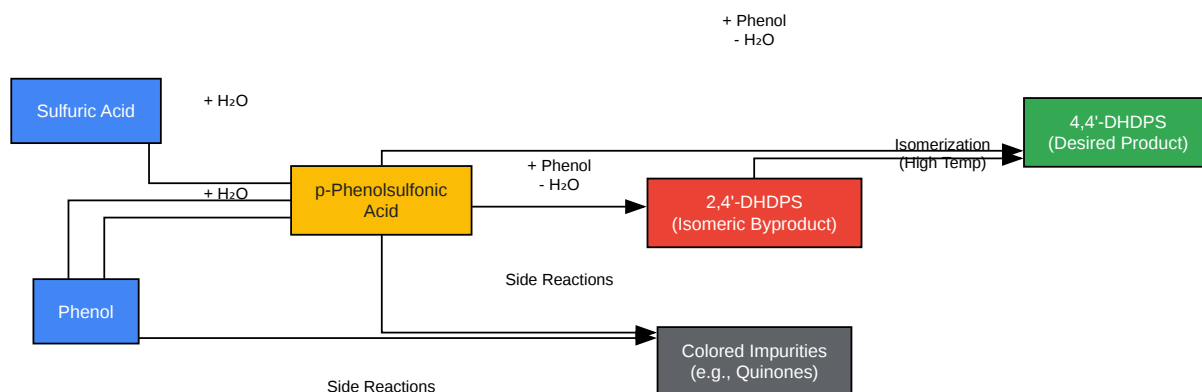 + Phenol
- H₂O
Sulfuric Acid
+ H₂O
4,4'-DHDPS
(Desired Product)
Isomerization
(High Temp)
+ Phenol
- H₂O
p-Phenolsulfonic
Acid
+ H₂O
2,4'-DHDPS
(Isomeric Byproduct)
Side Reactions
Phenol
Colored Impurities
(e.g., Quinones)
Side Reactions